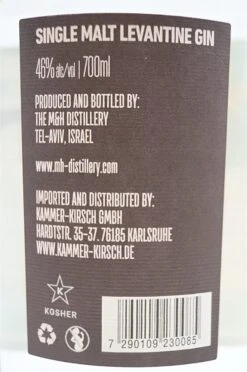 SINGLE MALT LEVANTINE GIN
46% alc/vol | 700ml
PRODUCED AND BOTTLED BY:
THE M&H DISTILLERY
TEL-AVIV, ISRAEL
www.mh-distillery.com
IMPORTED AND DISTRIBUTED BY:
KAMMER-KIRSCH GMBH
HARDTSTR. 35-37. 76185 KARLSRUHE
WWW.KAMMER-KIRSCH.DE
K
KOSHER
7 290109 230085